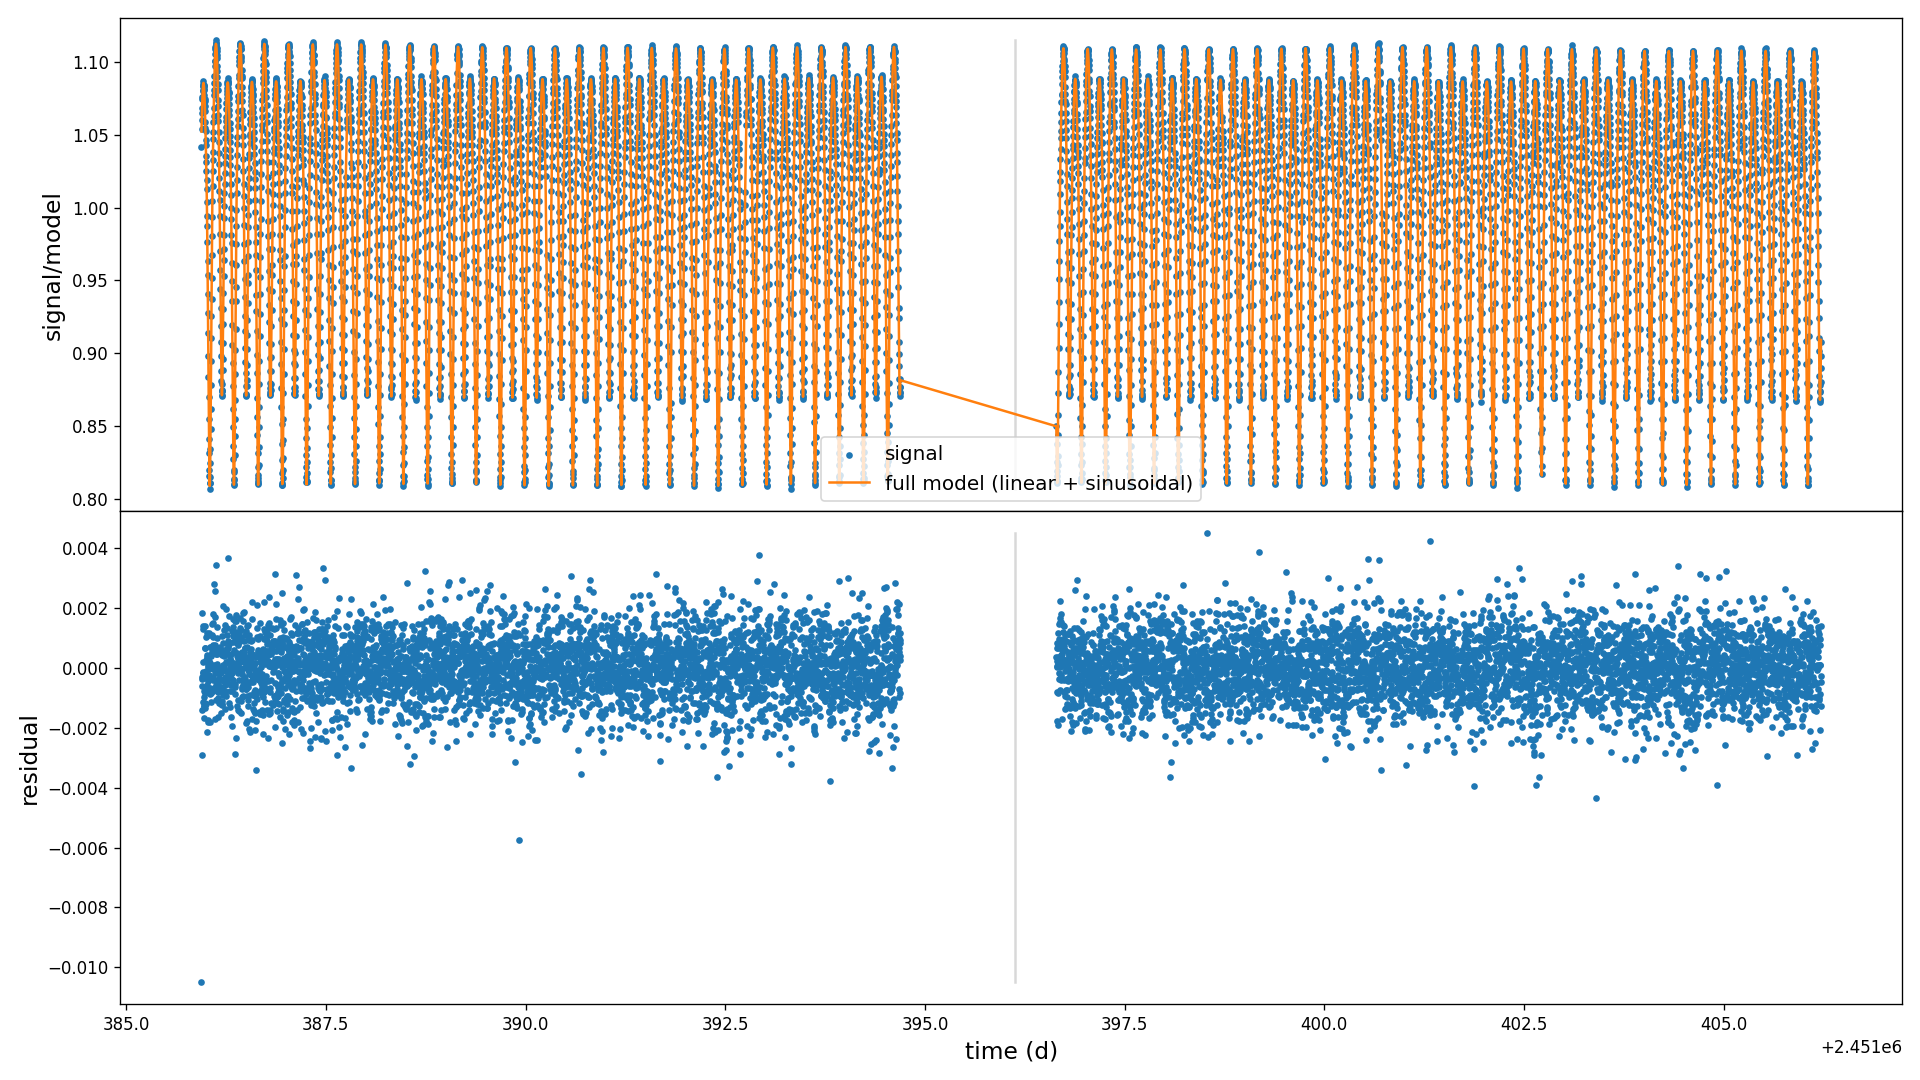 1.10
1.05
1.00
0.95
0.90
0.85
0.80
signal/model
signal
full model (linear + sinusoidal)
0.004
0.002
0.000
−0.002
−0.004
−0.006
−0.008
−0.010
residual
385.0 387.5 390.0 392.5 395.0 397.5 400.0 402.5 405.0
time (d)
+2.451e6